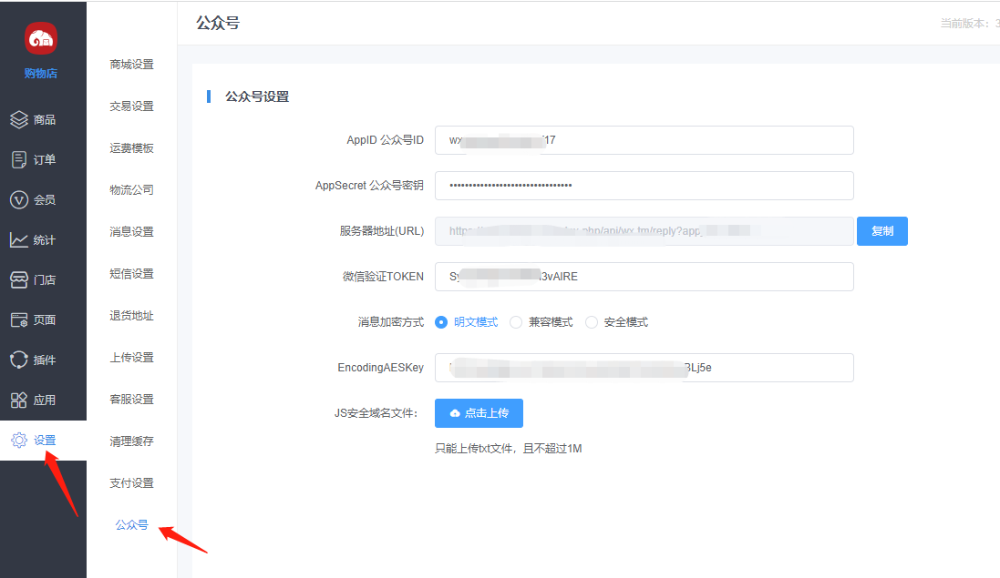 购物店
商品
订单
会员
统计
门店
页面
插件
应用
设置
商城设置
交易设置
运费模板
物流公司
消息设置
短信设置
退货地址
上传设置
客服设置
清理缓存
支付设置
公众号
公众号
当前版本：3
公众号设置
AppID 公众号ID
wx 17
AppSecret 公众号密钥
服务器地址(URL)
https php/api/wx.tm/reply?app
复制
微信验证TOKEN
Sy 3vAIRE
消息加密方式
明文模式 兼容模式 安全模式
EncodingAESKey
BLj5e
JS安全域名文件：
点击上传
只能上传txt文件，且不超过1M